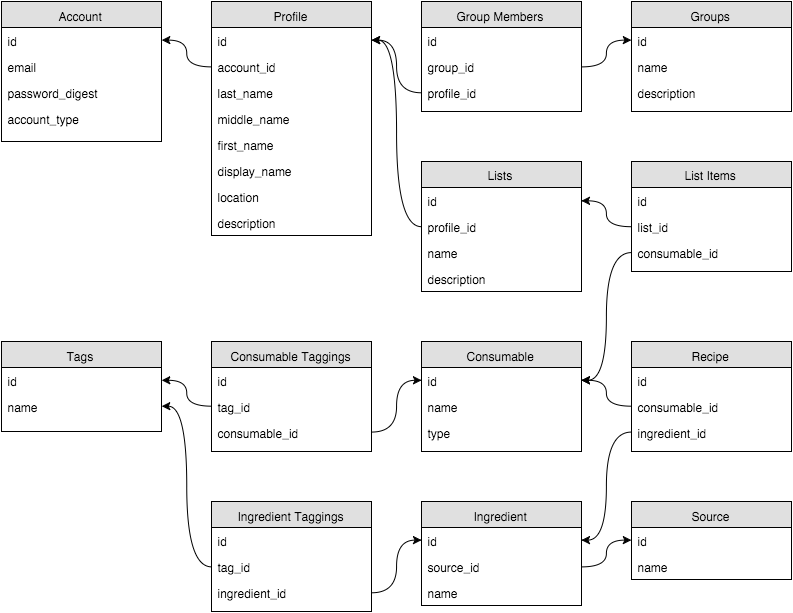 Account
id
email
password_digest
account_type
Profile
id
account_id
last_name
middle_name
first_name
display_name
location
description
Group Members
id
group_id
profile_id
Groups
id
name
description
Lists
id
profile_id
name
description
List Items
id
list_id
consumable_id
Tags
id
name
Consumable Taggings
id
tag_id
consumable_id
Consumable
id
name
type
Recipe
id
consumable_id
ingredient_id
Ingredient Taggings
id
tag_id
ingredient_id
Ingredient
id
source_id
name
Source
id
name